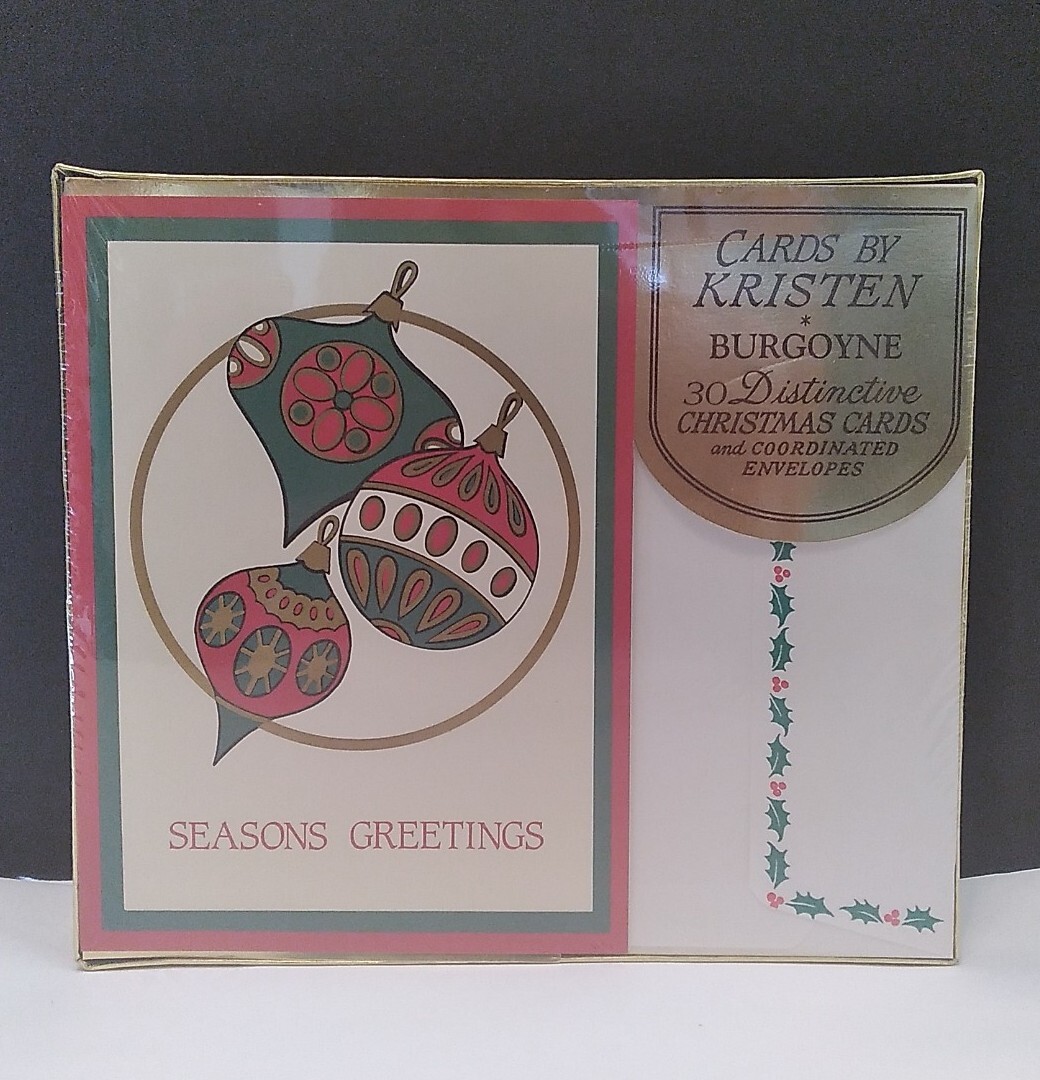 CARDS BY
KRISTEN
*
BURGOYNE
30 Distinctive
CHRISTMAS CARDS
and COORDINATED
ENVELOPES
SEASONS GREETINGS